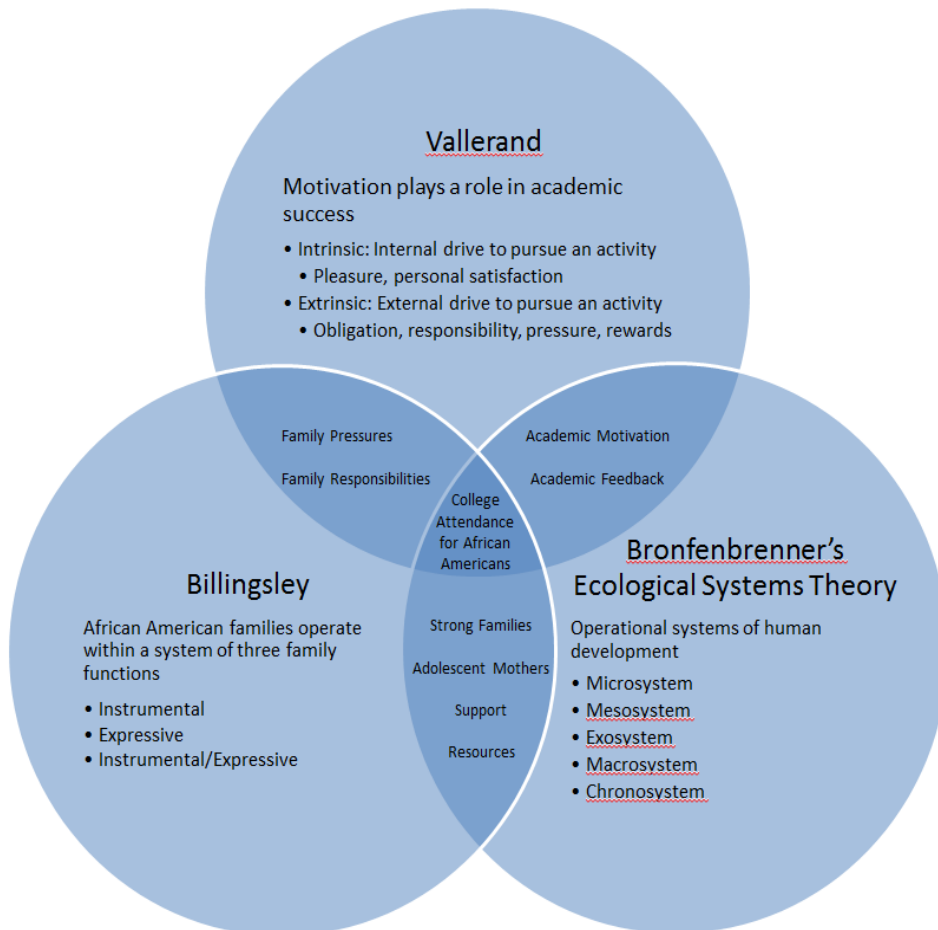 Vallerand
Motivation plays a role in academic
success
• Intrinsic: Internal drive to pursue an activity
• Pleasure, personal satisfaction
• Extrinsic: External drive to pursue an activity
• Obligation, responsibility, pressure, rewards
Family Pressures
Family Responsibilities
Academic Motivation
Academic Feedback
College
Attendance
for African
Americans
Billingsley
African American families operate
within a system of three family
functions
• Instrumental
• Expressive
• Instrumental/Expressive
Strong Families
Adolescent Mothers
Support
Resources
Bronfenbrenner's
Ecological Systems Theory
Operational systems of human
development
• Microsystem
• Mesosystem
• Exosystem
• Macrosystem
• Chronosystem